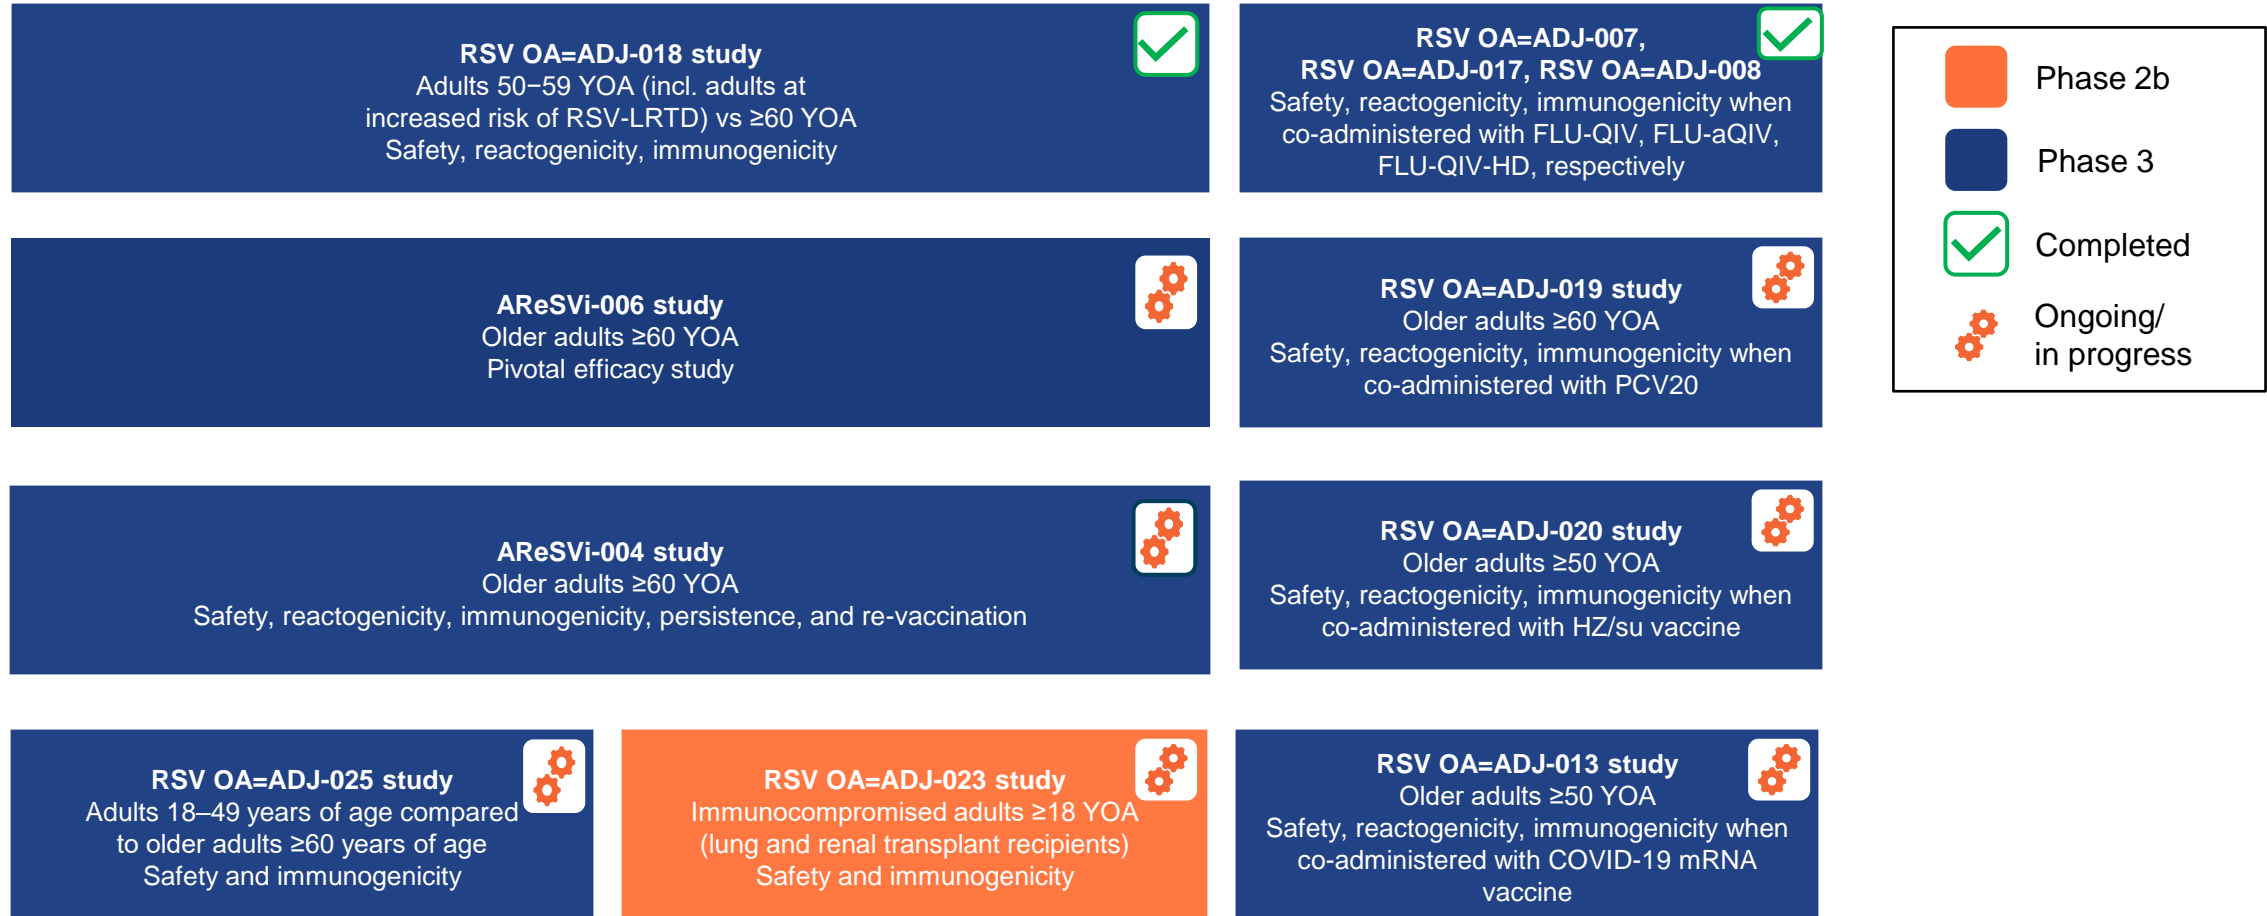 RSV OA=ADJ-018 study
Adults 50−59 YOA (incl. adults at
increased risk of RSV-LRTD) vs ≥60 YOA
Safety, reactogenicity, immunogenicity
RSV OA=ADJ-007,
RSV OA=ADJ-017, RSV OA=ADJ-008
Safety, reactogenicity, immunogenicity when
co-administered with FLU-QIV, FLU-aQIV,
FLU-QIV-HD, respectively
Phase 2b
Phase 3
Completed
Ongoing/
in progress
AReSVi-006 study
Older adults ≥60 YOA
Pivotal efficacy study
RSV OA=ADJ-019 study
Older adults ≥60 YOA
Safety, reactogenicity, immunogenicity when
co-administered with PCV20
AReSVi-004 study
Older adults ≥60 YOA
Safety, reactogenicity, immunogenicity, persistence, and re-vaccination
RSV OA=ADJ-020 study
Older adults ≥50 YOA
Safety, reactogenicity, immunogenicity when
co-administered with HZ/su vaccine
RSV OA=ADJ-025 study
Adults 18–49 years of age compared
to older adults ≥60 years of age
Safety and immunogenicity
RSV OA=ADJ-023 study
Immunocompromised adults ≥18 YOA
(lung and renal transplant recipients)
Safety and immunogenicity
RSV OA=ADJ-013 study
Older adults ≥50 YOA
Safety, reactogenicity, immunogenicity when
co-administered with COVID-19 mRNA
vaccine